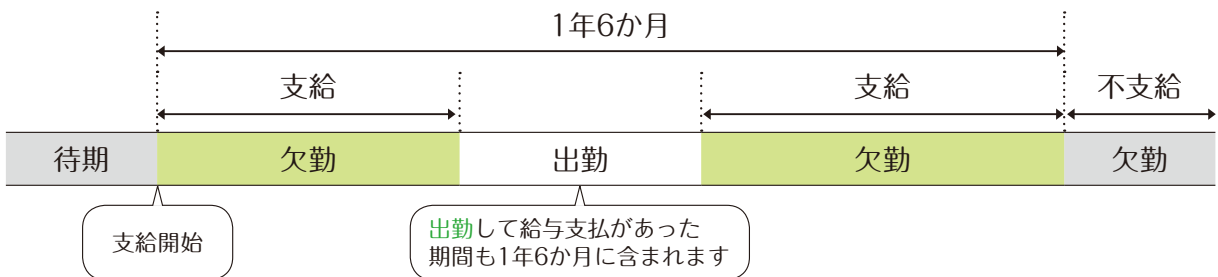 1年6か月
支給
支給
不支給
待期
欠勤
出勤
欠勤
欠勤
支給開始
出勤して給与支払があった
期間も1年6か月に含まれます